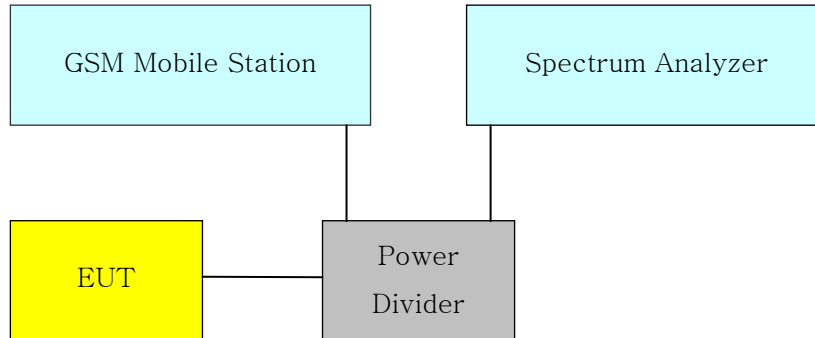 GSM Mobile Station
Spectrum Analyzer
EUT
Power
Divider